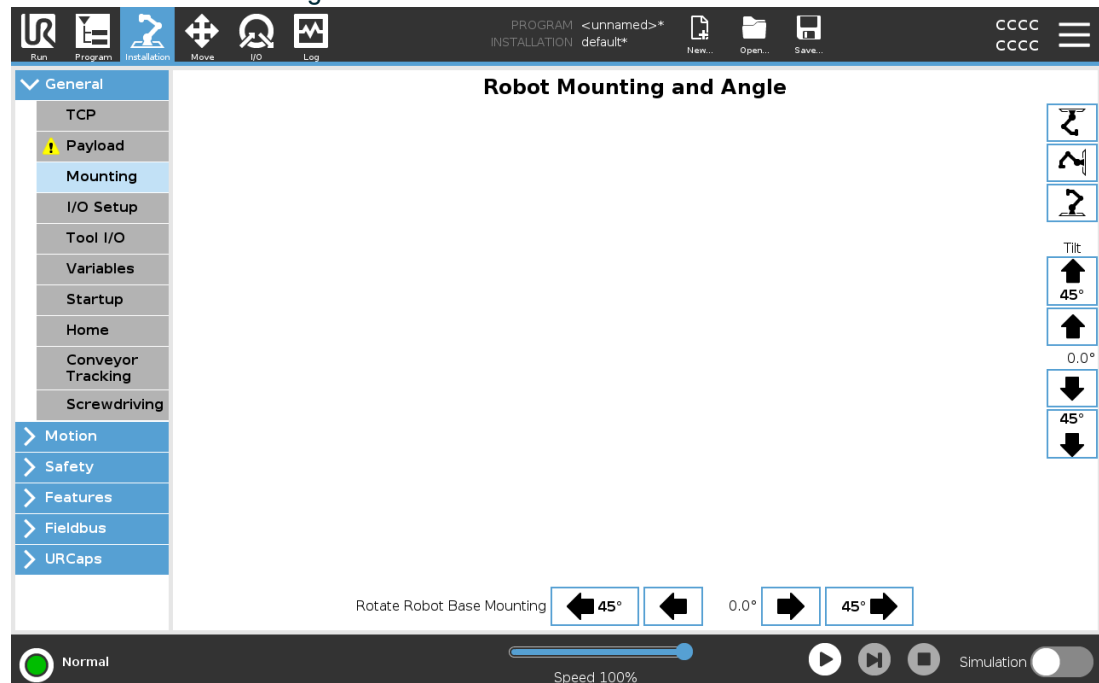 PROGRAM <unnamed>*
INSTALLATION default*
Run Program Installation Move I/O Log New... Open... Save...
CCCC
CCCC
General
TCP
Payload
Mounting
I/O Setup
Tool I/O
Variables
Startup
Home
Conveyor
Tracking
Screwdriving
Motion
Safety
Features
Fieldbus
URCaps
Robot Mounting and Angle
Tilt
45°
0.0°
45°
Rotate Robot Base Mounting 45° 0.0° 45°
Normal
Speed 100%
Simulation